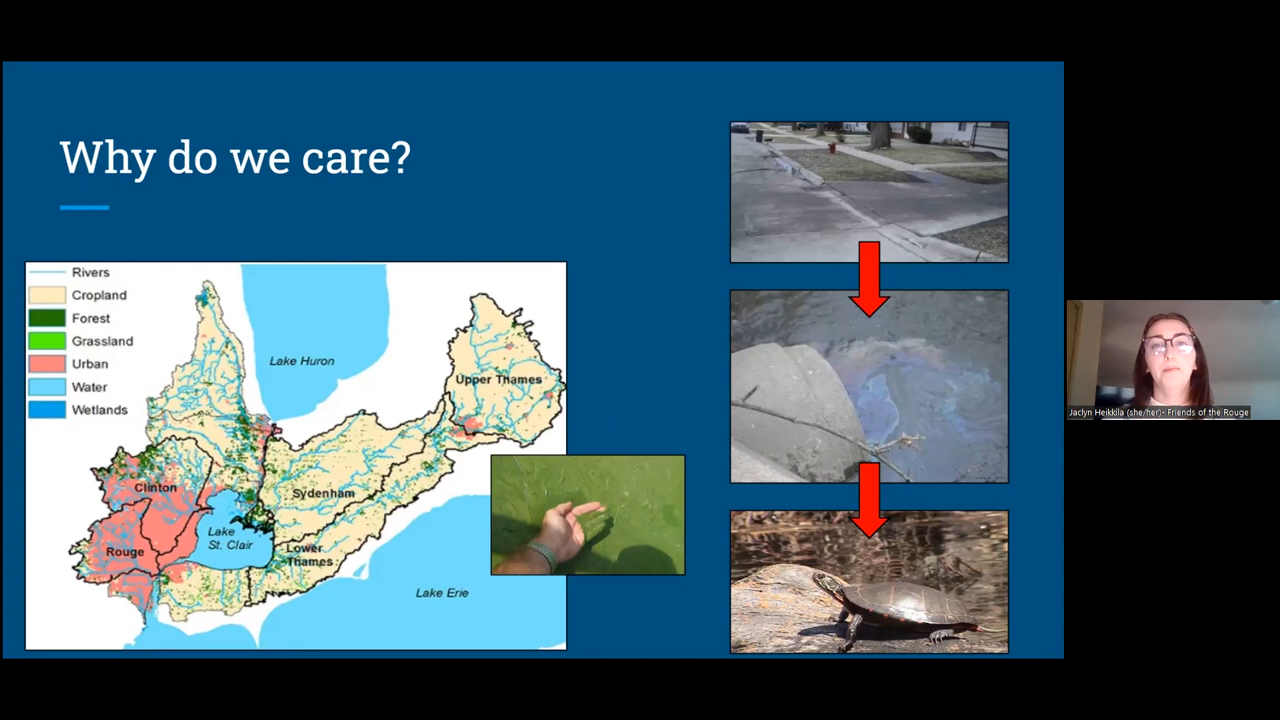 Why do we care?
Rivers
Cropland
Forest
Grassland
Urban
Water
Wetlands
Lake Huron
Upper Thames
Clinton
Sydenham
Lake
St. Clair
Rouge
Lower
Thames
Lake Erie
Jaclyn Heikkila (she/her)- Friends of the Rouge